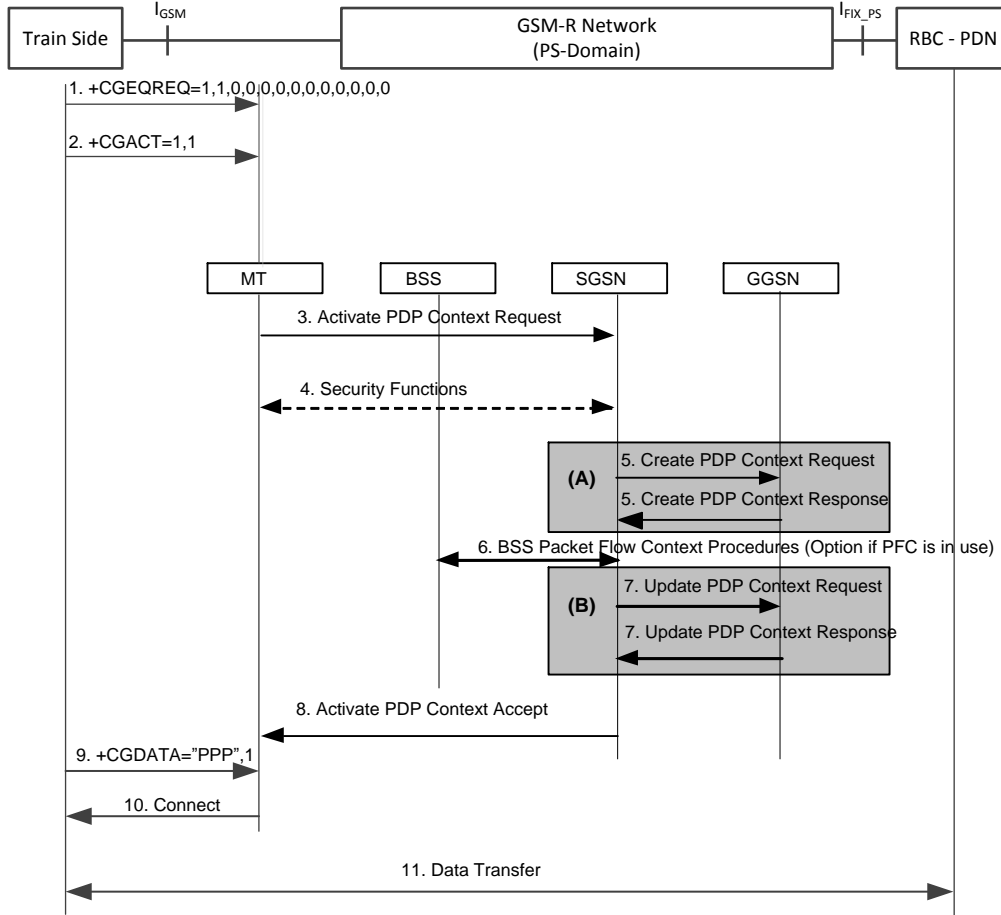 I_GSM
I_FIX_PS
Train Side
GSM-R Network
(PS-Domain)
RBC - PDN
1. +CGEQREQ=1,1,0,0,0,0,0,0,0,0,0,0,0
2. +CGACT=1,1
MT
BSS
SGSN
GGSN
3. Activate PDP Context Request
4. Security Functions
(A)
5. Create PDP Context Request
5. Create PDP Context Response
6. BSS Packet Flow Context Procedures (Option if PFC is in use)
(B)
7. Update PDP Context Request
7. Update PDP Context Response
8. Activate PDP Context Accept
9. +CGDATA=”PPP”,1
10. Connect
11. Data Transfer